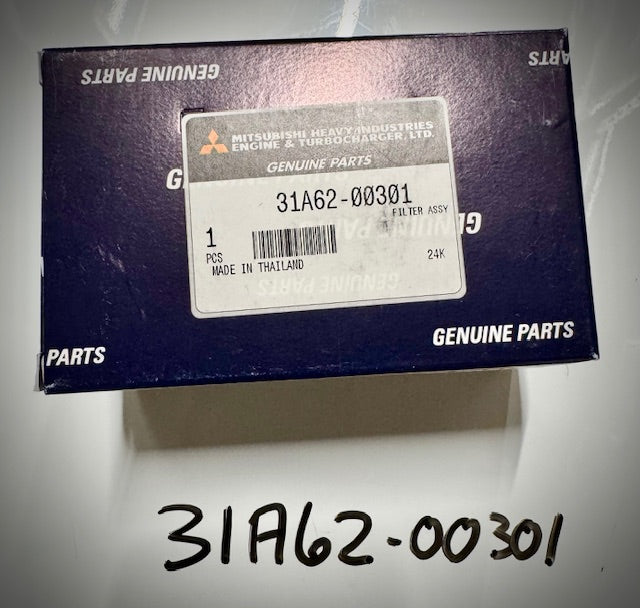 GENUINE PARTS
PARTS
MITSUBISHI HEAVY INDUSTRIES
ENGINE & TURBOCHARGER, LTD.
GENUINE PARTS
31A62-00301
FILTER ASSY
1
PCS
MADE IN THAILAND
24K
PARTS
GENUINE PARTS
31A62-00301